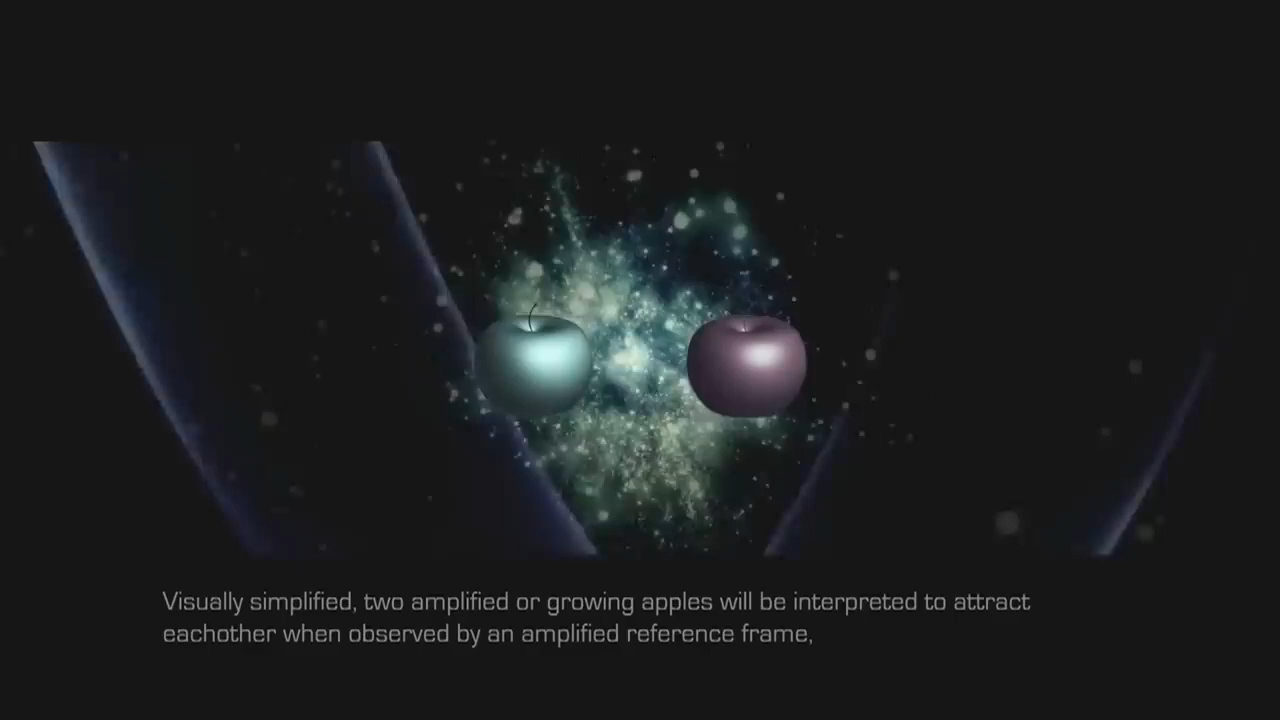 Visually simplified, two amplified or growing apples will be interpreted to attract
eachother when observed by an amplified reference frame,